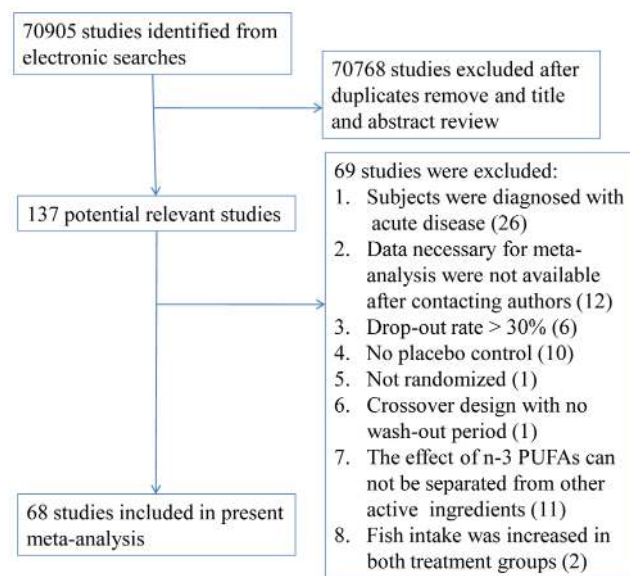 70905 studies identified from
electronic searches
70768 studies excluded after
duplicates remove and title
and abstract review
137 potential relevant studies
69 studies were excluded:
1. Subjects were diagnosed with
acute disease (26)
2. Data necessary for meta-
analysis were not available
after contacting authors (12)
3. Drop-out rate > 30% (6)
4. No placebo control (10)
5. Not randomized (1)
6. Crossover design with no
wash-out period (1)
7. The effect of n-3 PUFAs can
not be separated from other
active ingredients (11)
8. Fish intake was increased in
both treatment groups (2)
68 studies included in present
meta-analysis